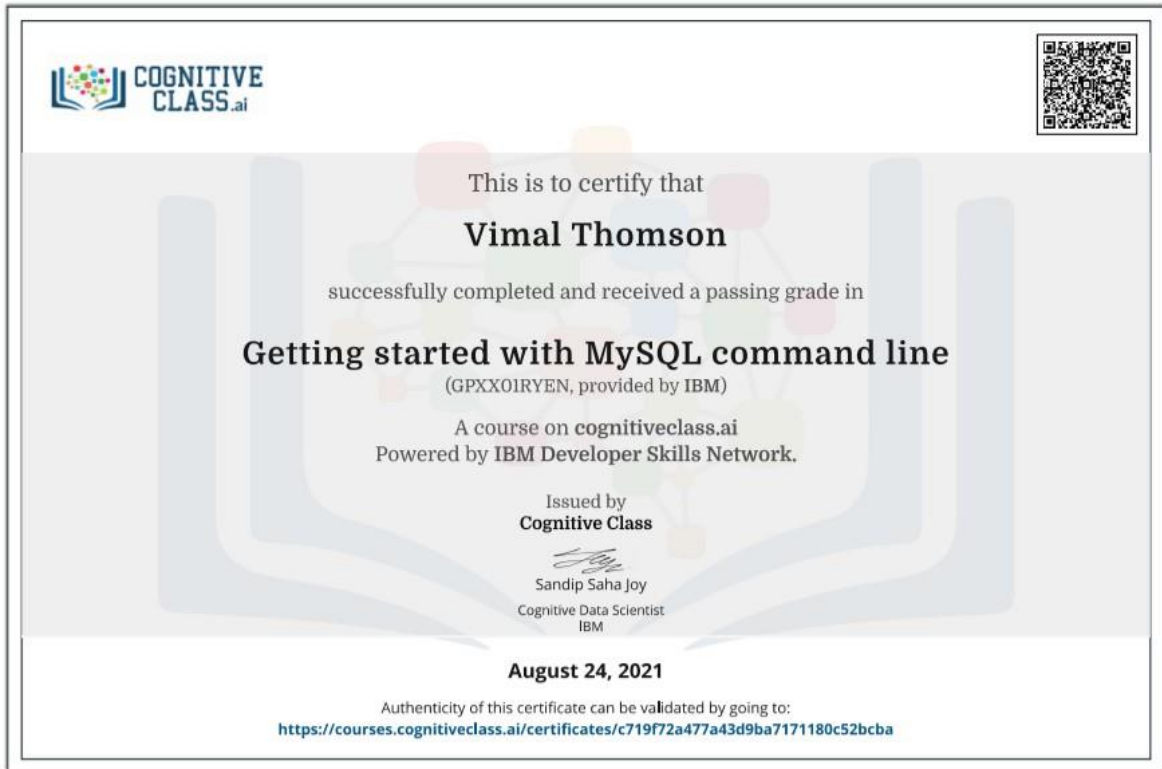 COGNITIVE
CLASS.ai
This is to certify that
Vimal Thomson
successfully completed and received a passing grade in
Getting started with MySQL command line
(GPXX01RYEN, provided by IBM)
A course on cognitiveclass.ai
Powered by IBM Developer Skills Network.
Issued by
Cognitive Class
Sandip Saha Joy
Cognitive Data Scientist
IBM
August 24, 2021
Authenticity of this certificate can be validated by going to:
https://courses.cognitiveclass.ai/certificates/c719f72a477a43d9ba7171180c52bcba